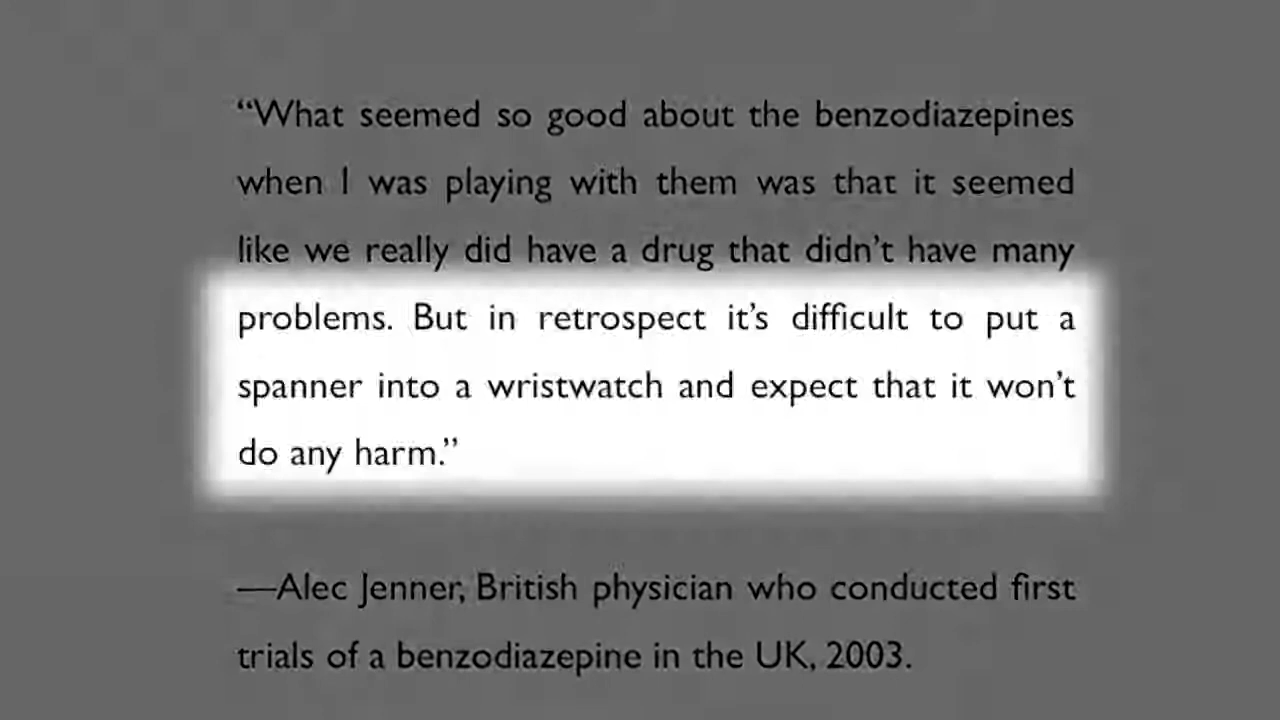 “What seemed so good about the benzodiazepines
when I was playing with them was that it seemed
like we really did have a drug that didn’t have many
problems. But in retrospect it’s difficult to put a
spanner into a wristwatch and expect that it won’t
do any harm.”
—Alec Jenner, British physician who conducted first
trials of a benzodiazepine in the UK, 2003.